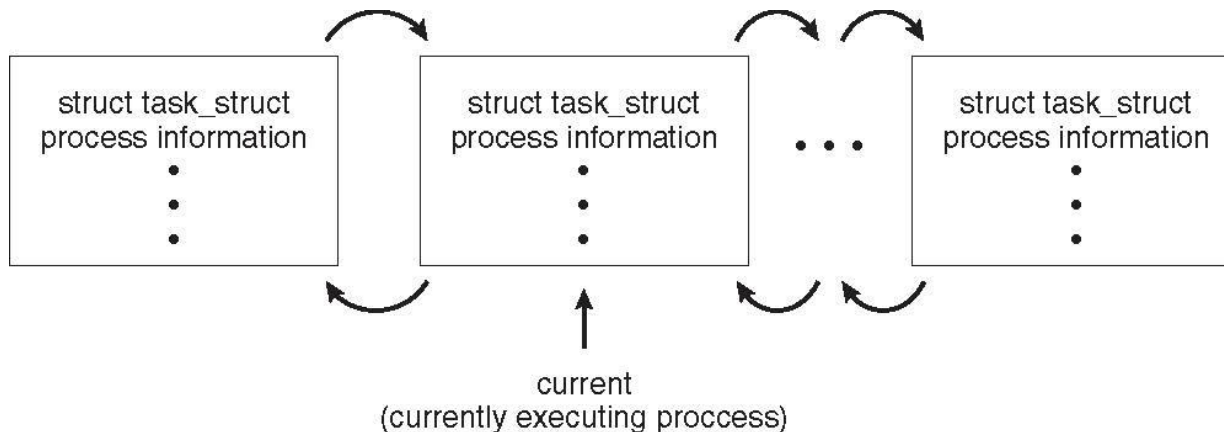 struct task_struct
process information
struct task_struct
process information
struct task_struct
process information
current
(currently executing proccess)